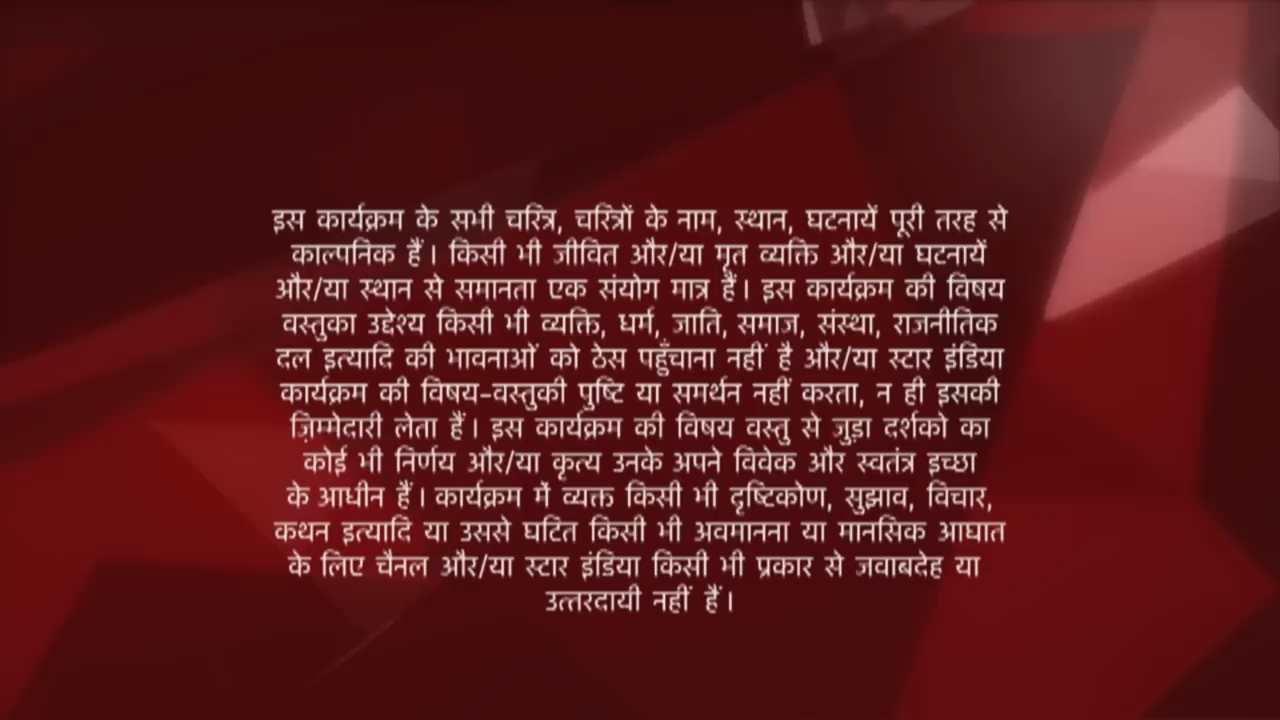 इस कार्यक्रम के सभी चरित्र, चरित्रों के नाम, स्थान, घटनायें पूरी तरह से
काल्पनिक हैं। किसी भी जीवित और/या मृत व्यक्ति और/या घटनायें
और/या स्थान से समानता एक संयोग मात्र हैं। इस कार्यक्रम की विषय
वस्तुका उद्देश्य किसी भी व्यक्ति, धर्म, जाति, समाज, संस्था, राजनीतिक
दल इत्यादि की भावनाओं को ठेस पहुँचाना नहीं है और/या स्टार इंडिया
कार्यक्रम की विषय-वस्तुकी पुष्टि या समर्थन नहीं करता, न ही इसकी
ज़िम्मेदारी लेता हैं। इस कार्यक्रम की विषय वस्तु से जुड़ा दर्शको का
कोई भी निर्णय और/या कृत्य उनके अपने विवेक और स्वतंत्र इच्छा
के आधीन हैं। कार्यक्रम में व्यक्त किसी भी दृष्टिकोण, सुझाव, विचार,
कथन इत्यादि या उससे घटित किसी भी अवमानना या मानसिक आघात
के लिए चैनल और/या स्टार इंडिया किसी भी प्रकार से जवाबदेह या
उत्तरदायी नहीं हैं।